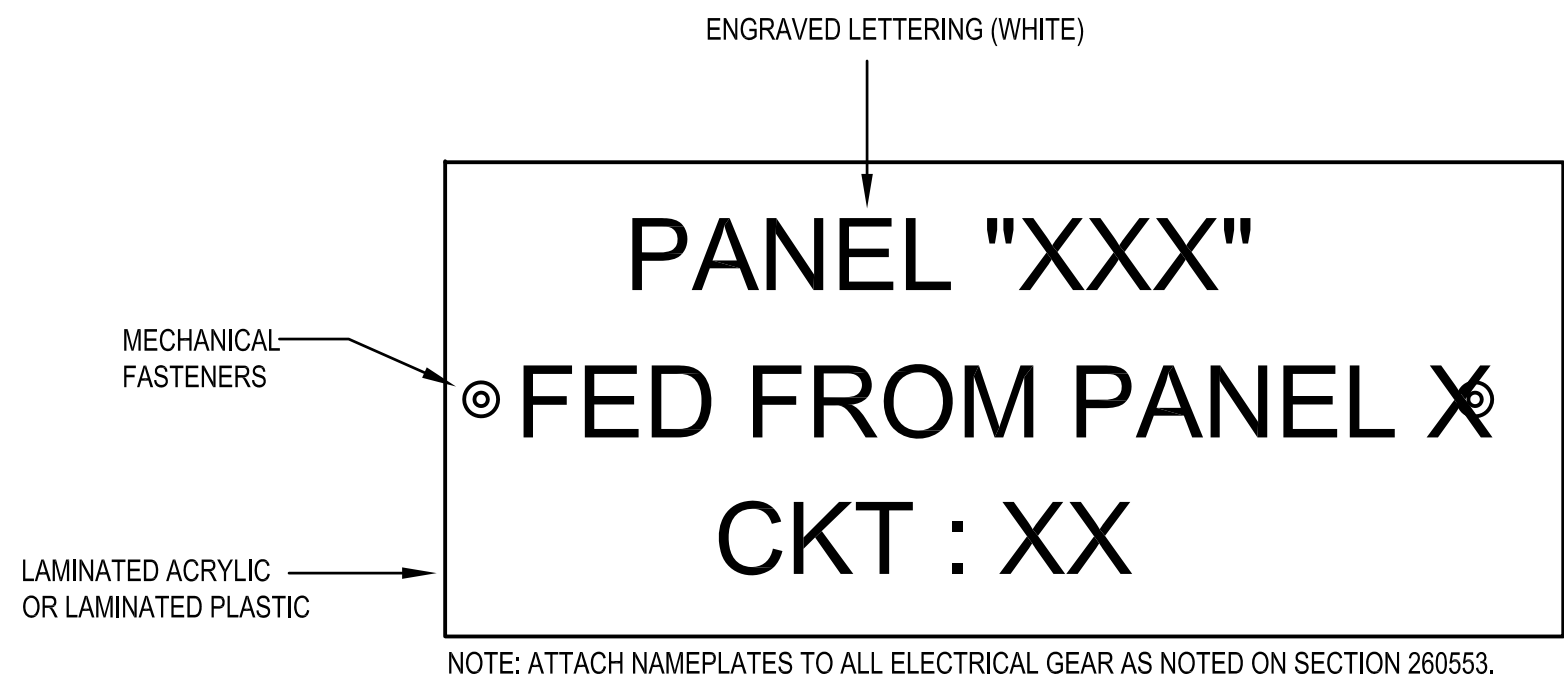 ENGRAVED LETTERING (WHITE)
PANEL "XXX"
MECHANICAL
FASTENERS
FED FROM PANEL X
CKT : XX
LAMINATED ACRYLIC
OR LAMINATED PLASTIC
NOTE: ATTACH NAMEPLATES TO ALL ELECTRICAL GEAR AS NOTED ON SECTION 260553.